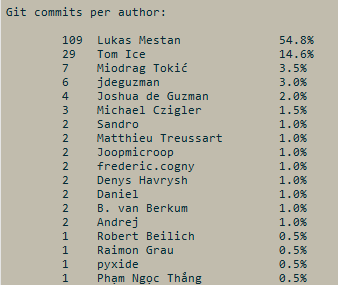 Git commits per author:
109 Lukas Mestan 54.8%
29 Tom Ice 14.6%
7 Miodrag Tokić 3.5%
6 jdeguzman 3.0%
4 Joshua de Guzman 2.0%
3 Michael Czigler 1.5%
2 Sandro 1.0%
2 Matthieu Treussart 1.0%
2 Joopmicroop 1.0%
2 frederic.cogny 1.0%
2 Denys Havrysh 1.0%
2 Daniel 1.0%
2 B. van Berkum 1.0%
2 Andrej 1.0%
1 Robert Beilich 0.5%
1 Raimon Grau 0.5%
1 pyxide 0.5%
1 Phạm Ngọc Thắng 0.5%